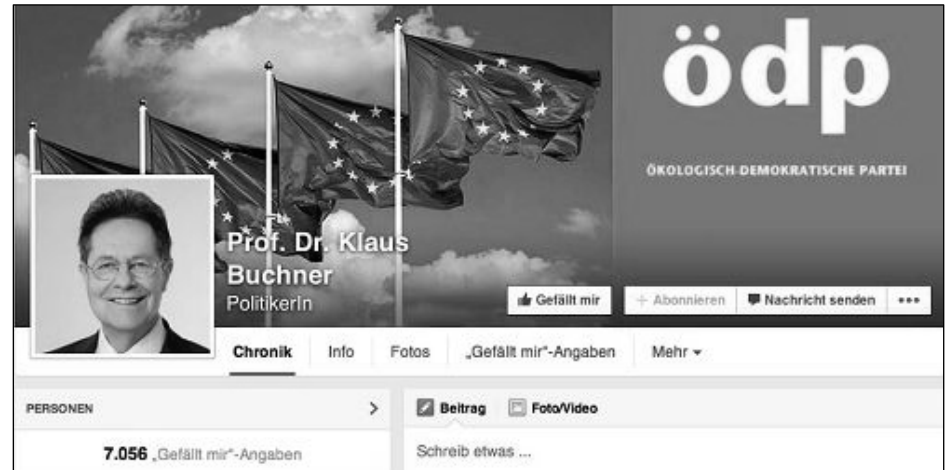 ödp
ÖKOLOGISCH-DEMOKRATISCHE PARTEI
Prof. Dr. Klaus
Buchner
PolitikerIn
Gefällt mir
+ Abonnieren
Nachricht senden
•••
Chronik Info Fotos „Gefällt mir“-Angaben Mehr
PERSONEN
7.056 „Gefällt mir“-Angaben
Beitrag Foto/Video
Schreib etwas ...